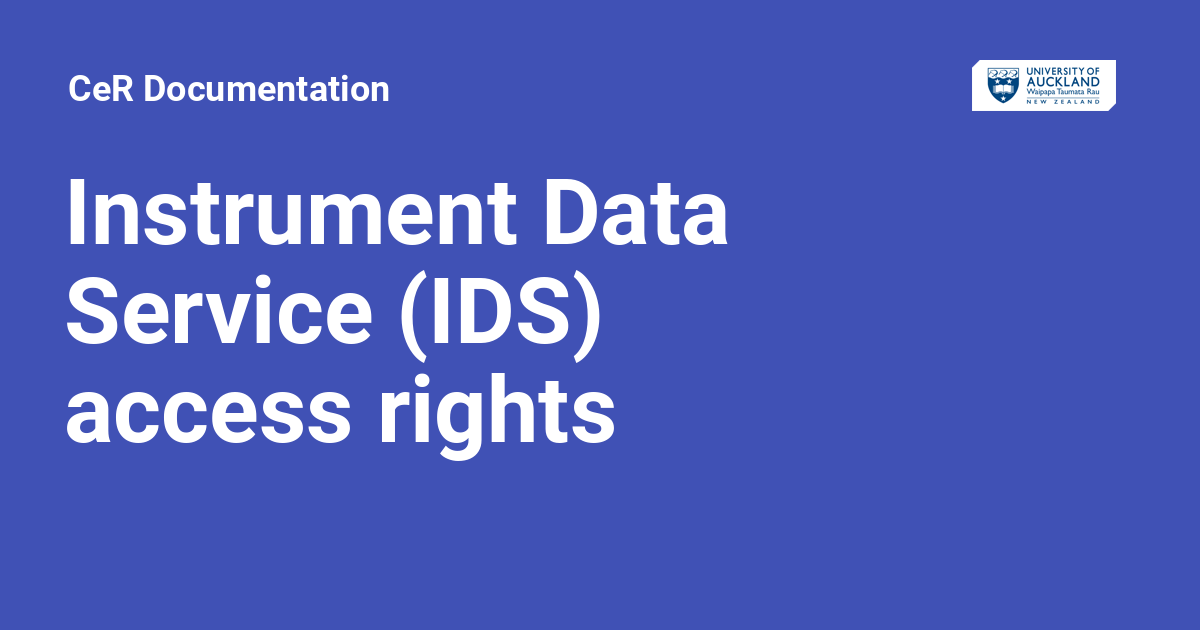 CeR Documentation
UNIVERSITY OF
AUCKLAND
Waipapa Taumata Rau
NEW ZEALAND
Instrument Data
Service (IDS)
access rights